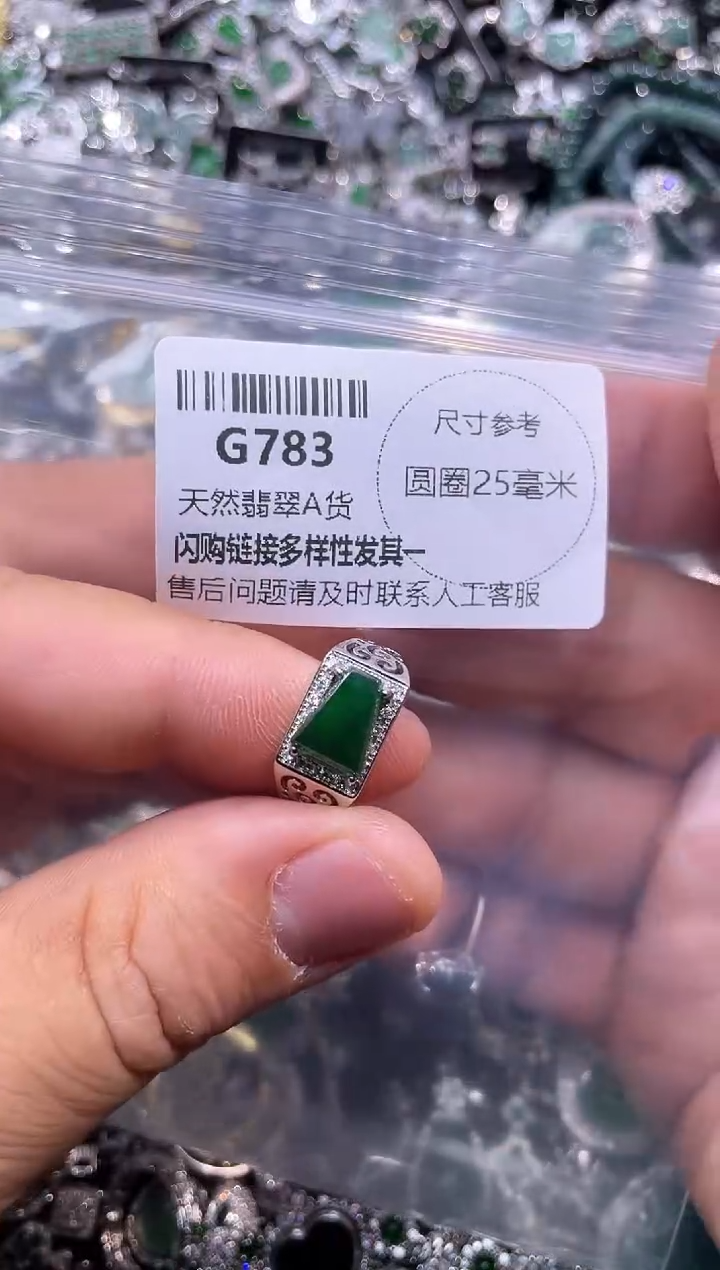 G783
天然翡翠A货
闪购链接多样性发其一
售后问题请及时联系人工客服
尺寸参考
圆圈25毫米